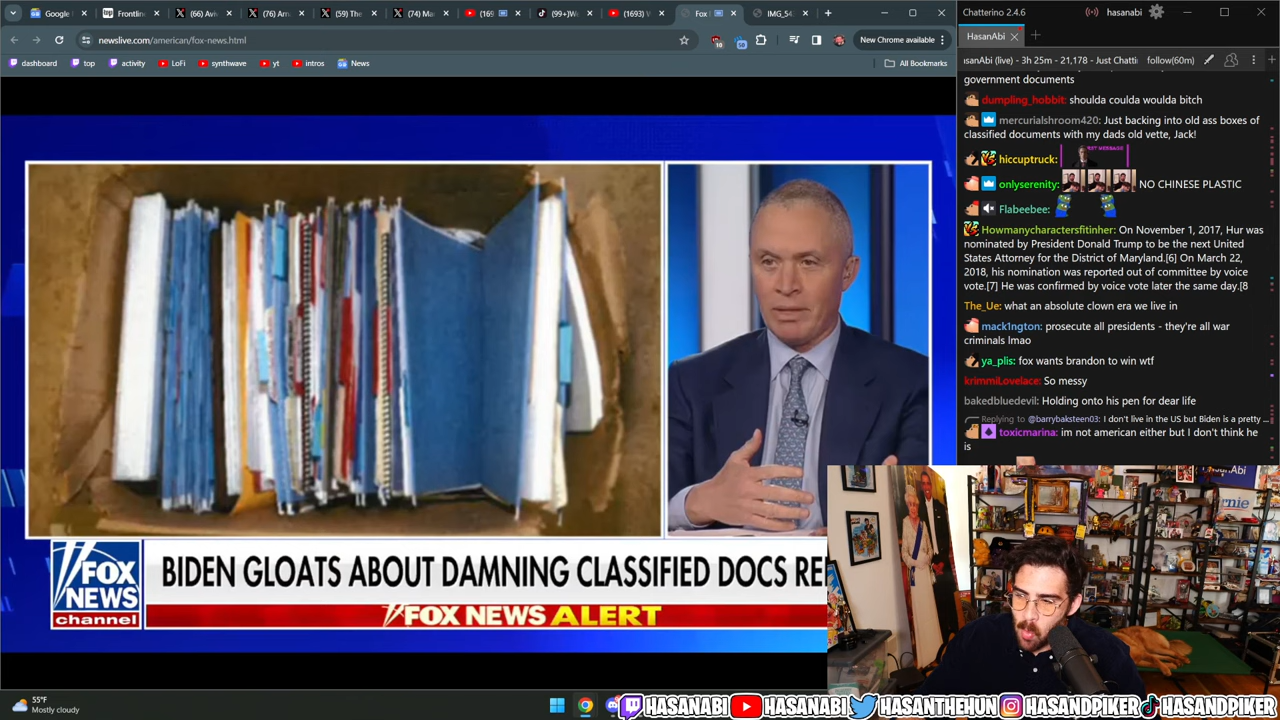 Google
Frontline
(66) Avi
(76)
(59) The
(74) Ma
(169
(99+)W
(1693) W
Fox
IMG_54
newslive.com/american/fox-news.html
10
New Chrome available
dashboard
top
activity
LoFi
synthwave
yt
intros
News
All Bookmarks
Chatterino 2.4.6
hasanabi
HasanAbi
sanAbi (live) - 3h 25m - 21,178 - Just Chatti
follow(60m)
government documents
dumpling_hobbit: shoulda coulda woulda bitch
mercurialshroom420: Just backing into old ass boxes of
classified documents with my dads old vette, Jack!
hiccuptruck:
onlyserenity: NO CHINESE PLASTIC
Flabeebee:
Howmanycharactersfitinher: On November 1, 2017, Hur was
nominated by President Donald Trump to be the next United
States Attorney for the District of Maryland.[6] On March 22,
2018, his nomination was reported out of committee by voice
vote.[7] He was confirmed by voice vote later the same day.[8
The_Ue: what an absolute clown era we live in
mack1ngton: prosecute all presidents - they're all war
criminals lmao
ya_plis: fox wants brandon to win wtf
krimmiLovelace: So messy
bakedbluedevil: Holding onto his pen for dear life
Replying to @barrybaksteen03: I don't live in the US but Biden is a pretty ...
toxicmarina: im not american either but I don't think he
is
FOX
NEWS
channel
BIDEN GLOATS ABOUT DAMNING CLASSIFIED DOCS RE
FOX NEWS ALERT
55°F
Mostly cloudy
HASANABI
HASANABI
HASANTHEHUN
HASANDPIKER
HASANDPIKER